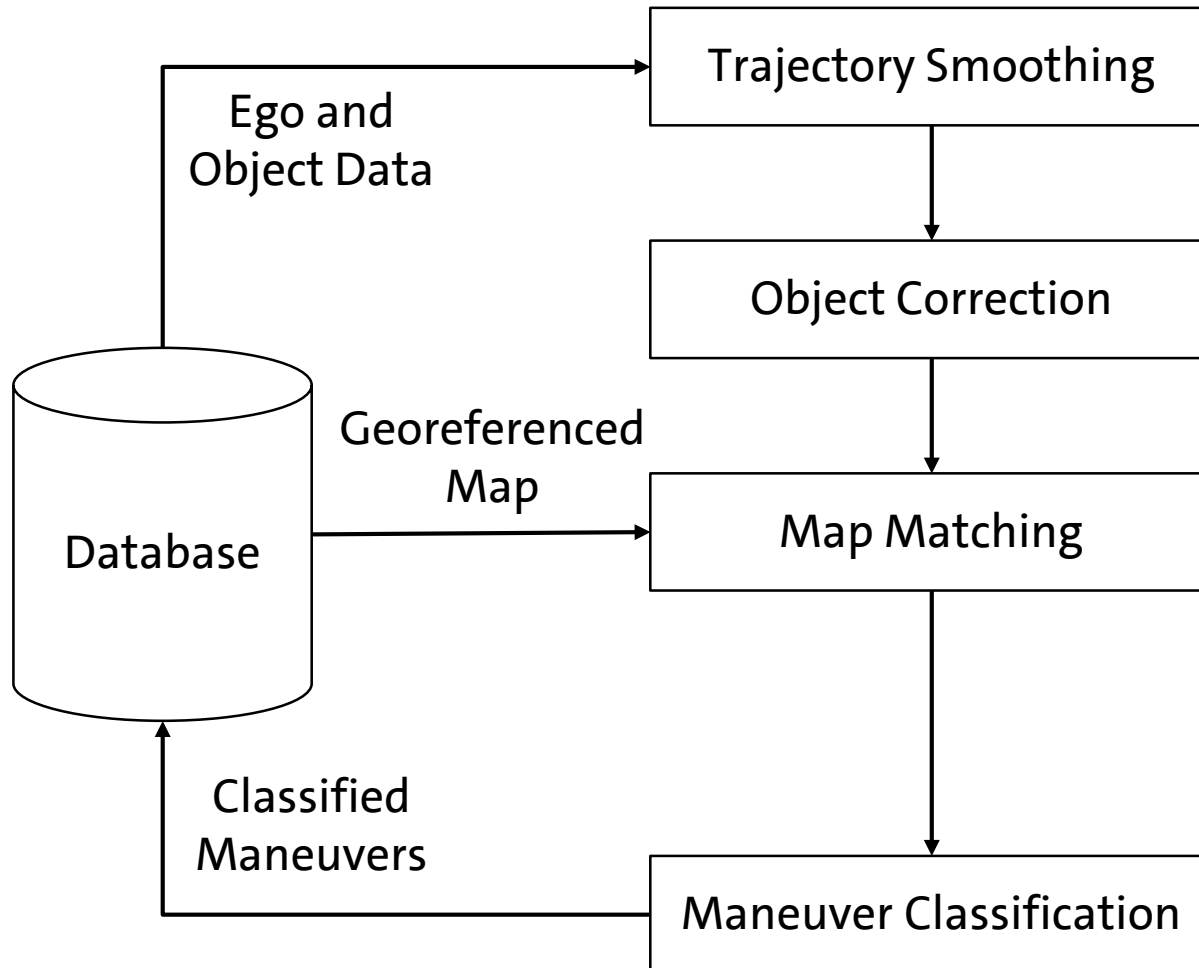 Trajectory Smoothing
Ego and
Object Data
Object Correction
Georeferenced
Map
Map Matching
Database
Classified
Maneuvers
Maneuver Classification